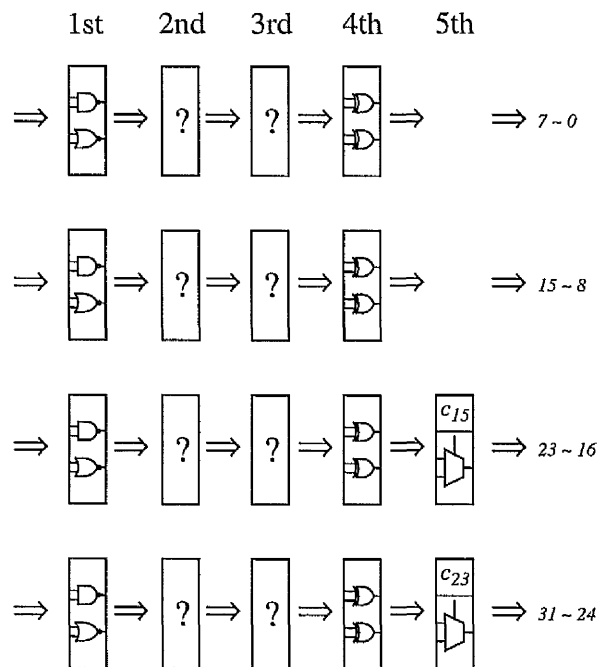 1st 2nd 3rd 4th 5th
? ? 7 ~ 0
? ? 15 ~ 8
c15
? ? 23 ~ 16
c23
? ? 31 ~ 24